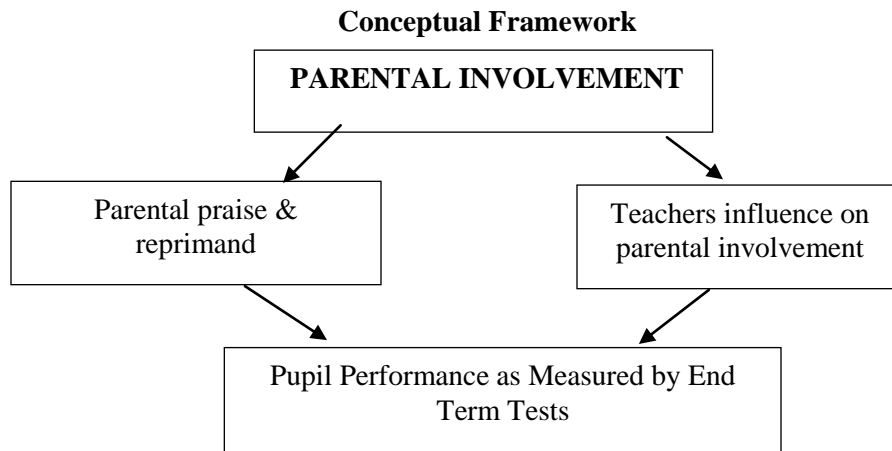 Conceptual Framework
PARENTAL INVOLVEMENT
Parental praise &
reprimand
Teachers influence on
parental involvement
Pupil Performance as Measured by End
Term Tests